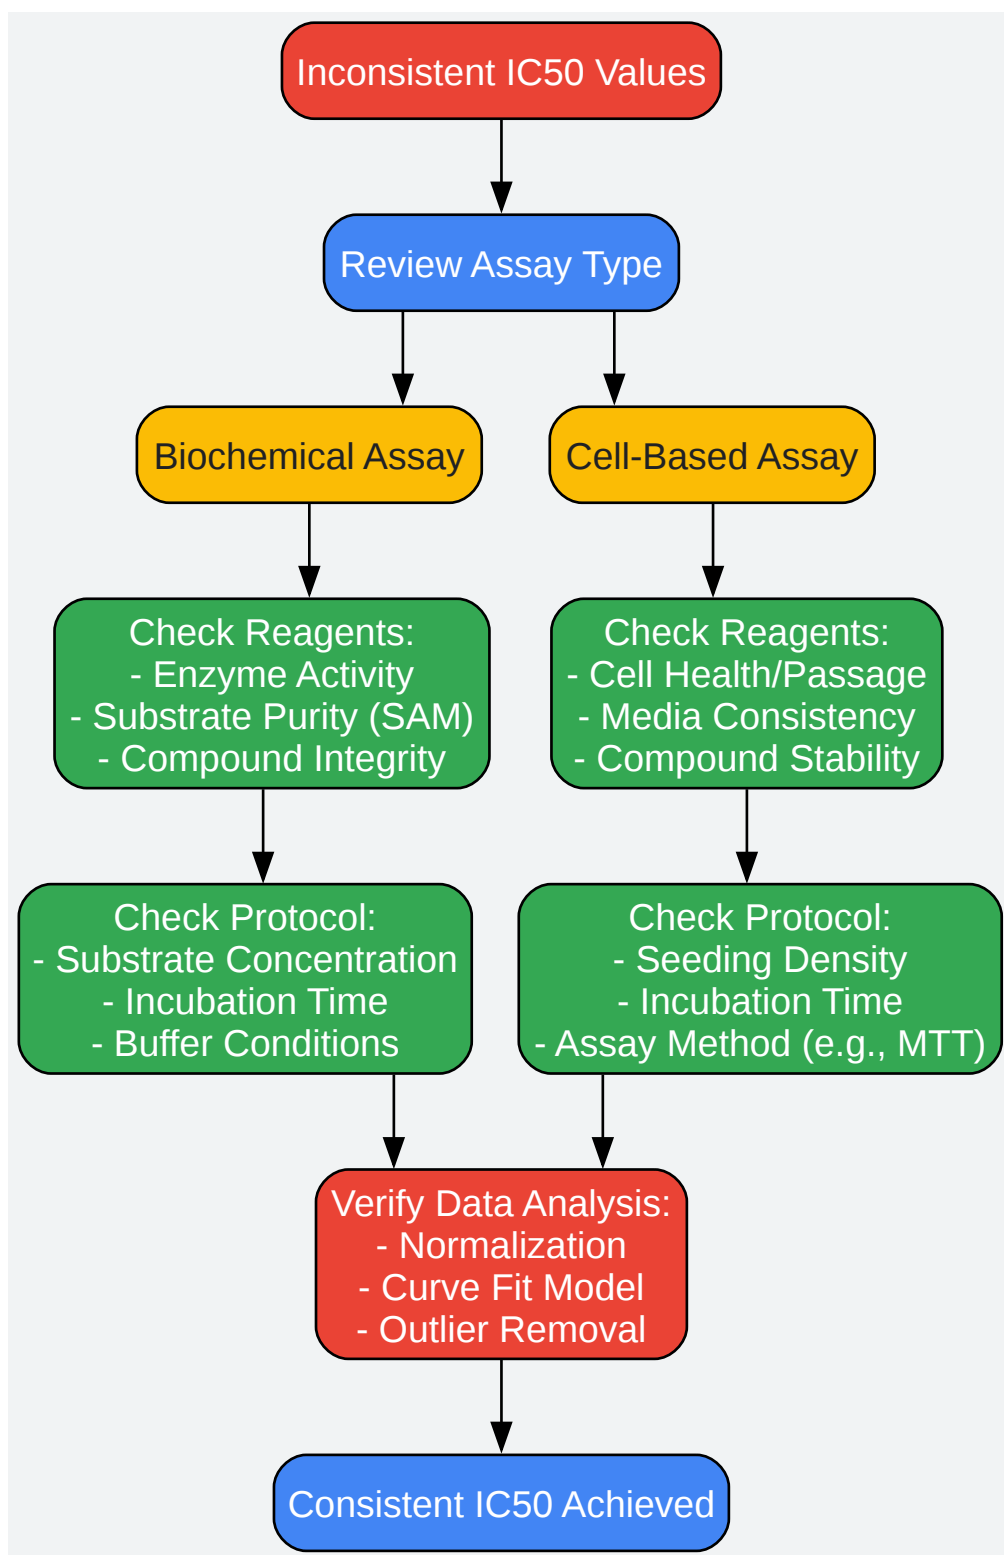 Inconsistent IC50 Values
Review Assay Type
Biochemical Assay
Cell-Based Assay
Check Reagents:
- Enzyme Activity
- Substrate Purity (SAM)
- Compound Integrity
Check Reagents:
- Cell Health/Passage
- Media Consistency
- Compound Stability
Check Protocol:
- Substrate Concentration
- Incubation Time
- Buffer Conditions
Check Protocol:
- Seeding Density
- Incubation Time
- Assay Method (e.g., MTT)
Verify Data Analysis:
- Normalization
- Curve Fit Model
- Outlier Removal
Consistent IC50 Achieved